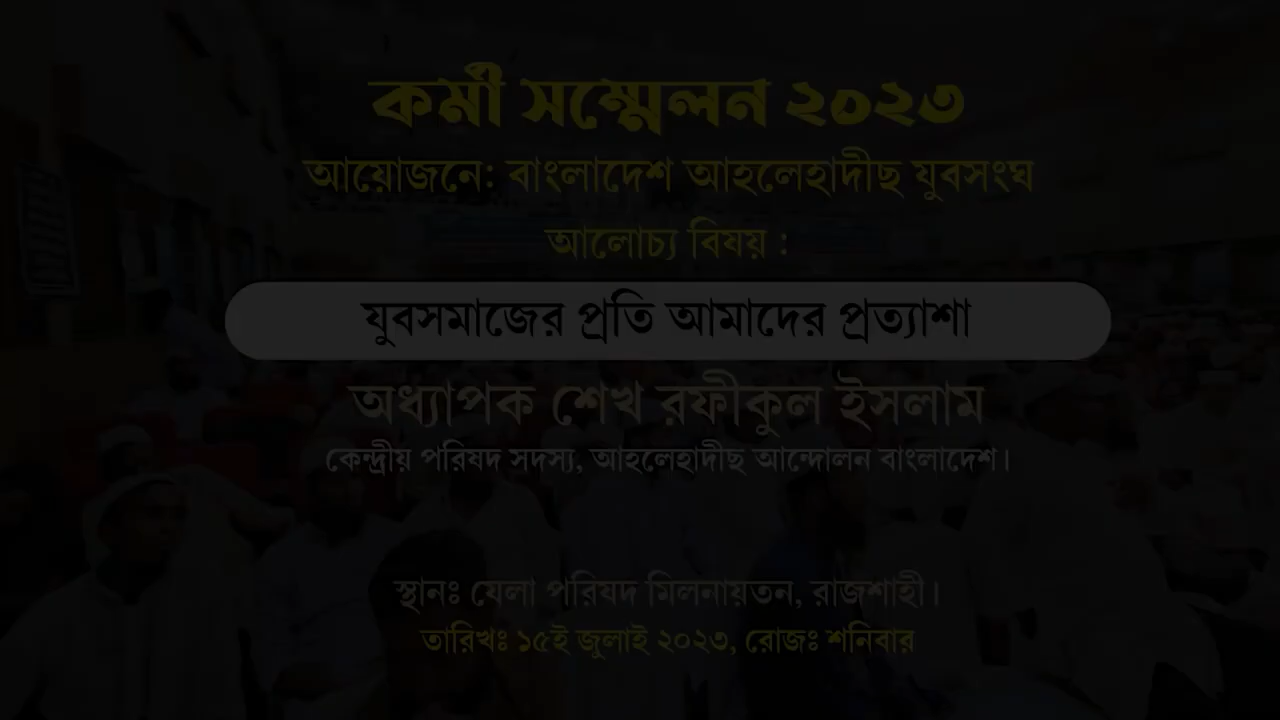 কর্মী সম্মেলন ২০২৩
আয়োজনে: বাংলাদেশ আহলেহাদীছ যুবসংঘ
আলোচ্য বিষয় :
যুবসমাজের প্রতি আমাদের প্রত্যাশা
অধ্যাপক শেখ রফীকুল ইসলাম
কেন্দ্রীয় পরিষদ সদস্য, আহলেহাদীছ আন্দোলন বাংলাদেশ।
স্থানঃ যেলা পরিষদ মিলনায়তন, রাজশাহী।
তারিখঃ ১৫ই জুলাই ২০২৩, রোজঃ শনিবার